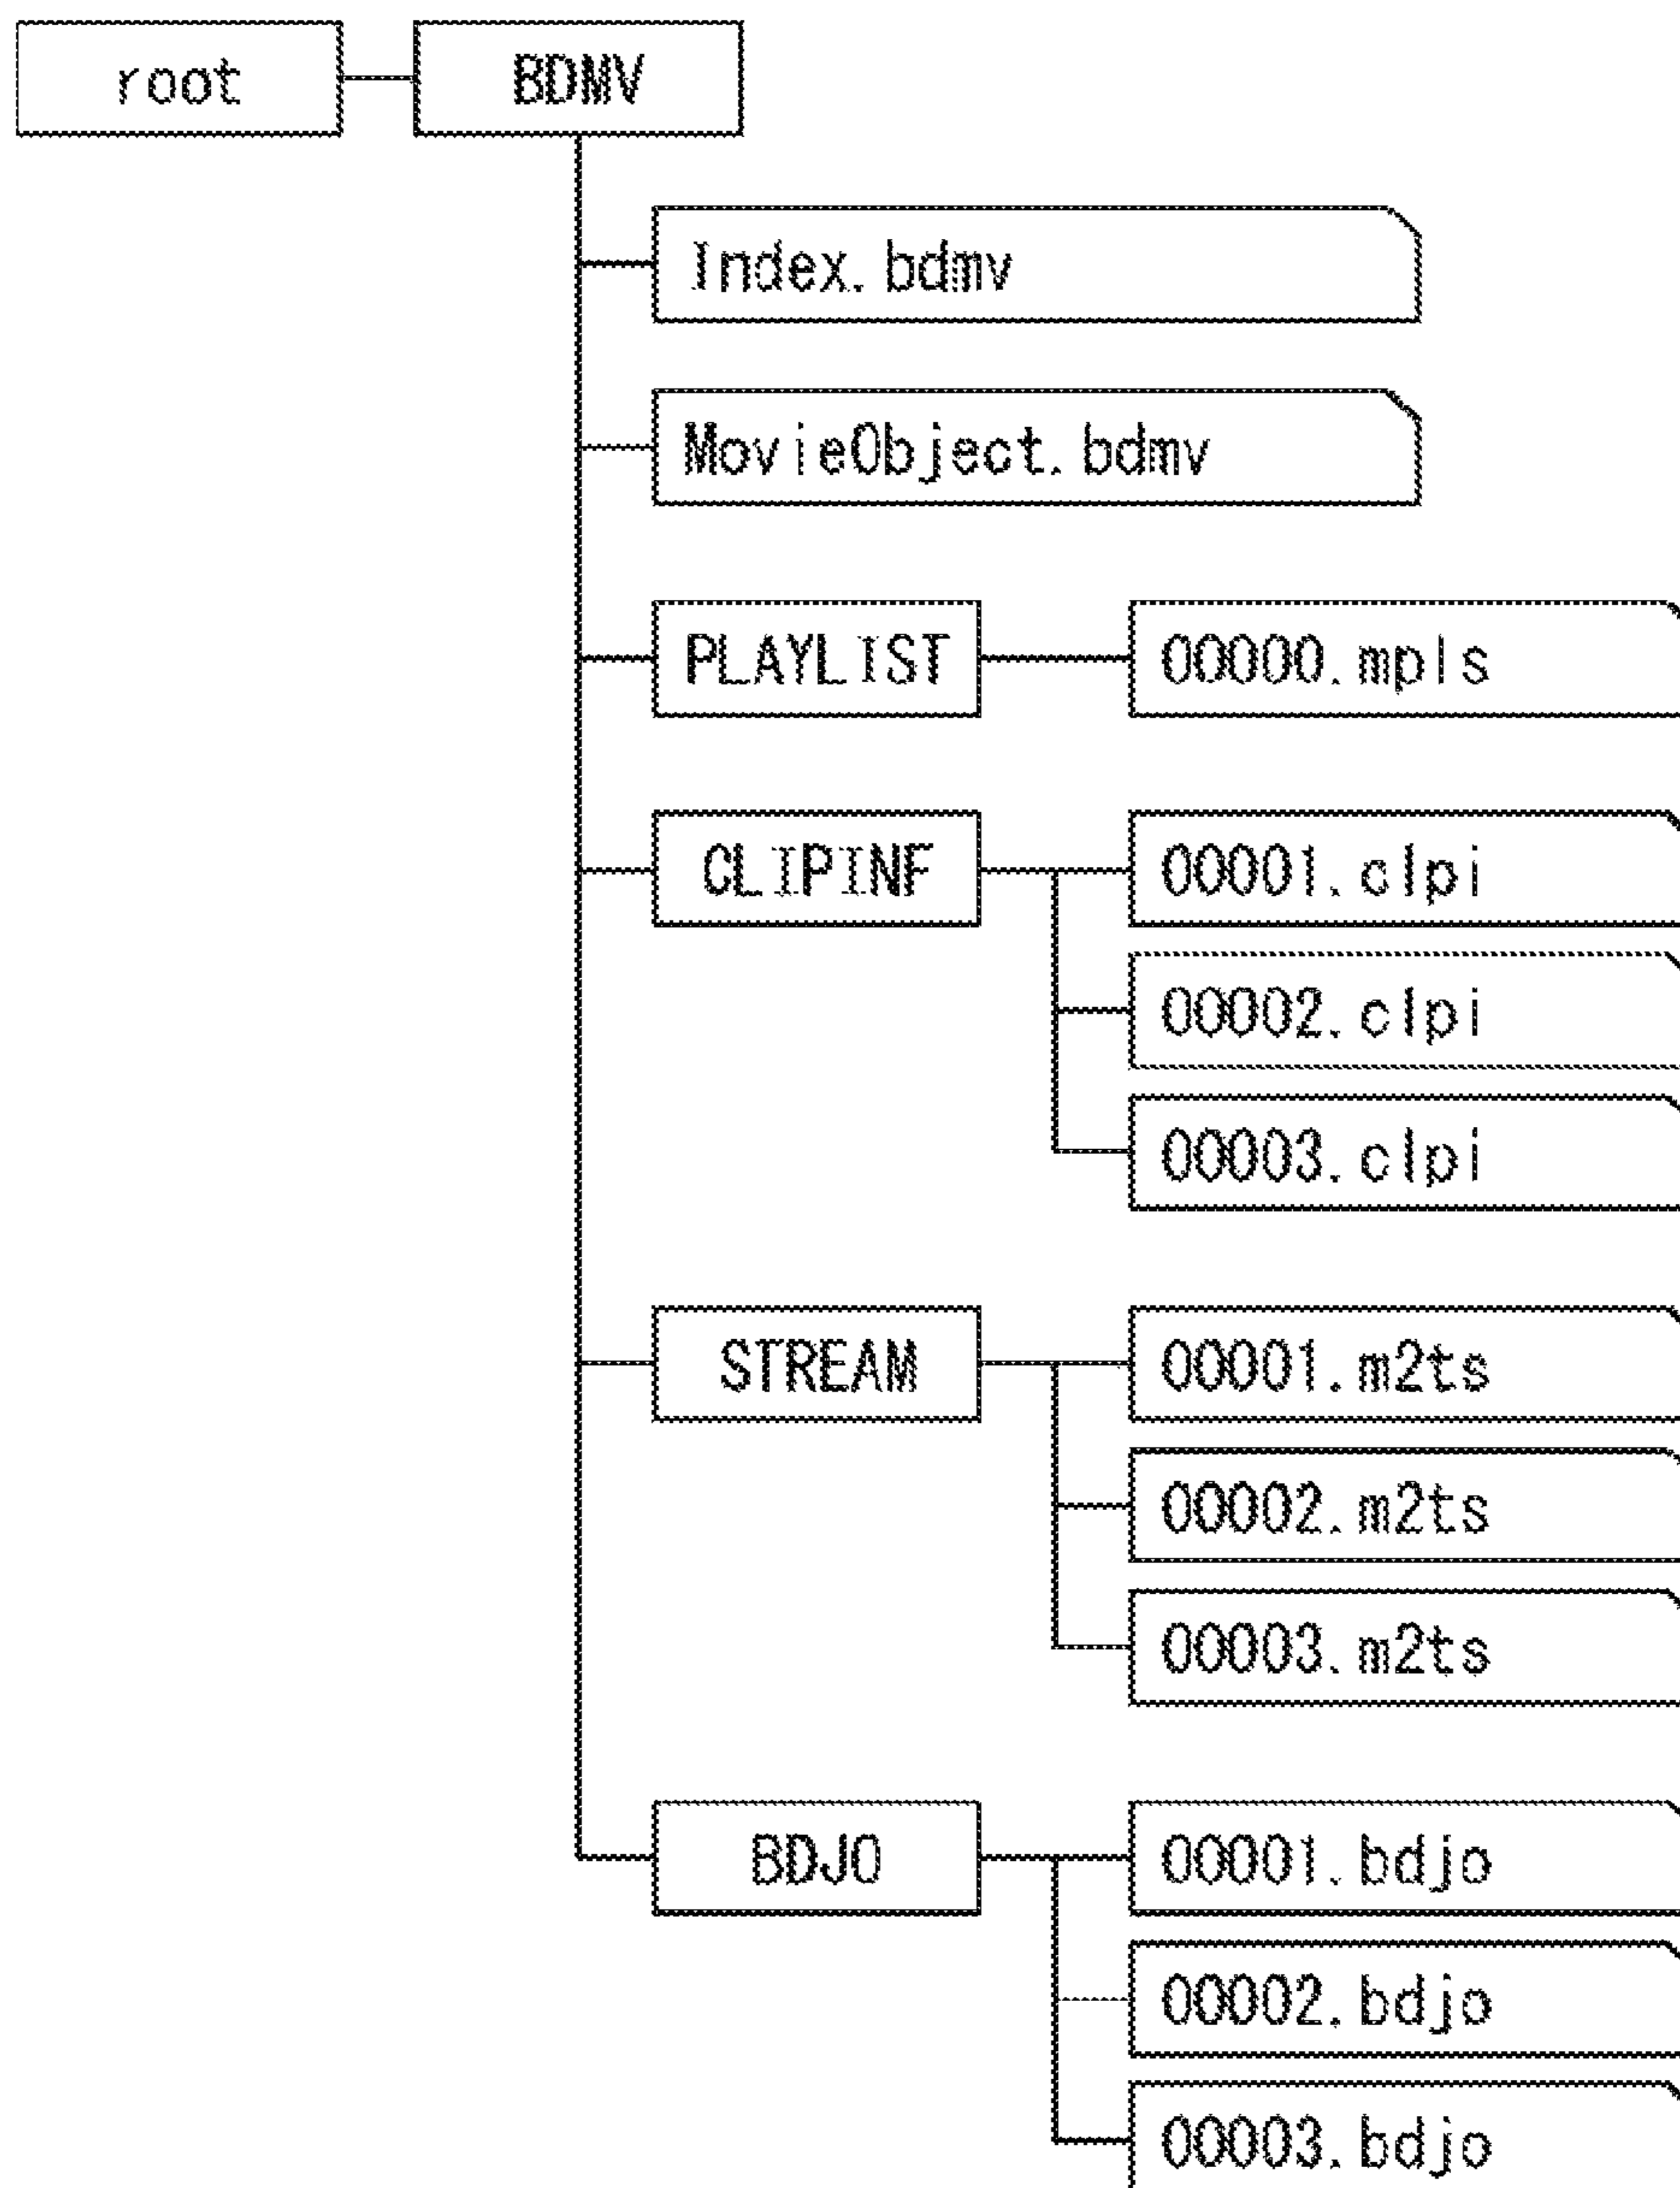 root BDMV
Index.bdmv
MovieObject.bdmv
PLAYLIST 00000.mpls
CLIPINF 00001.clpi
00002.clpi
00003.clpi
STREAM 00001.m2ts
00002.m2ts
00003.m2ts
BDJO 00001.bdjo
00002.bdjo
00003.bdjo